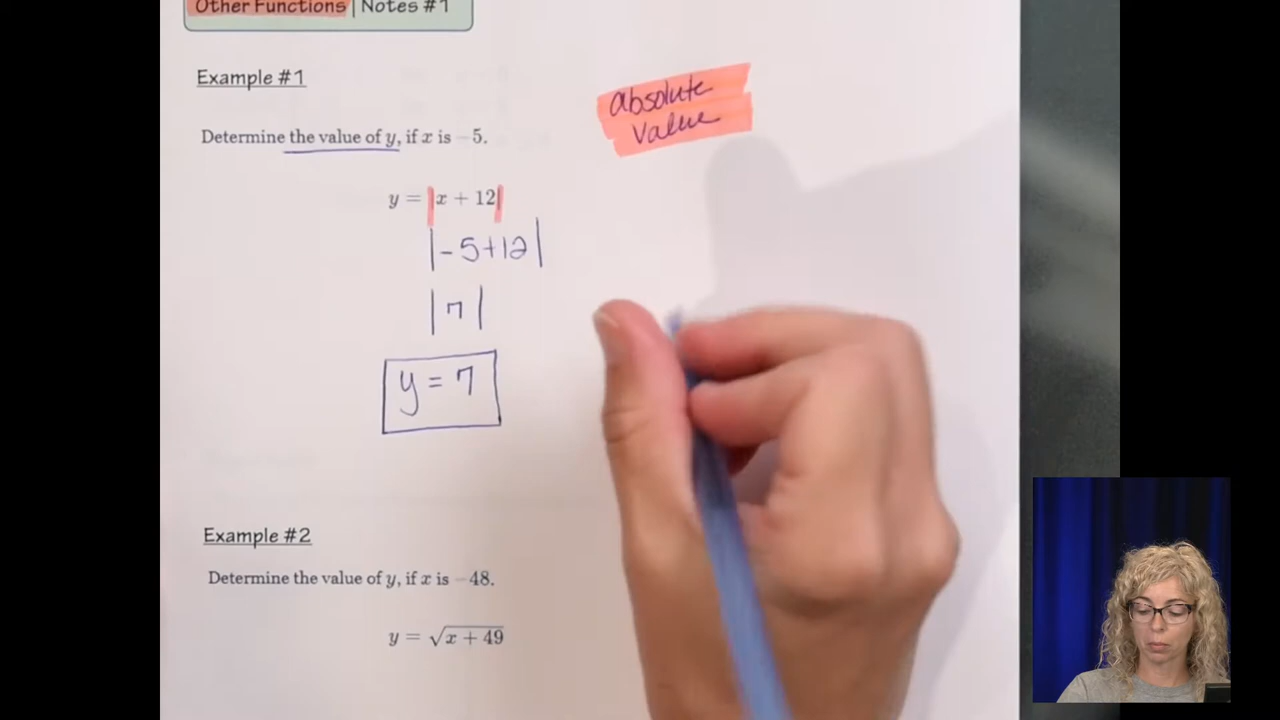 Other Functions | Notes #1
Example #1
absolute
value
Determine the value of y, if x is −5.
y = |x + 12|
|-5+12|
|7|
y = 7
Example #2
Determine the value of y, if x is −48.
y = √x + 49